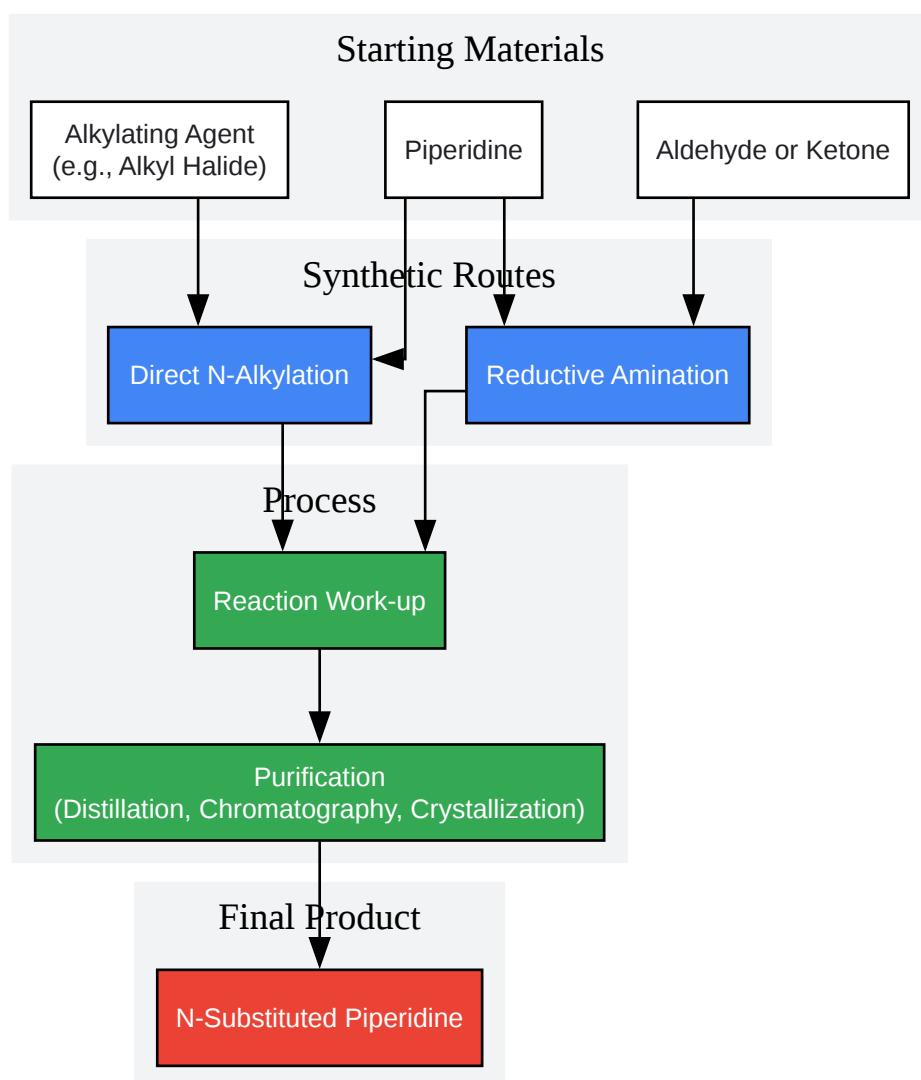 Starting Materials
Alkylating Agent
(e.g., Alkyl Halide)
Piperidine
Aldehyde or Ketone
Synthetic Routes
Direct N-Alkylation
Reductive Amination
Process
Reaction Work-up
Purification
(Distillation, Chromatography, Crystallization)
Final Product
N-Substituted Piperidine